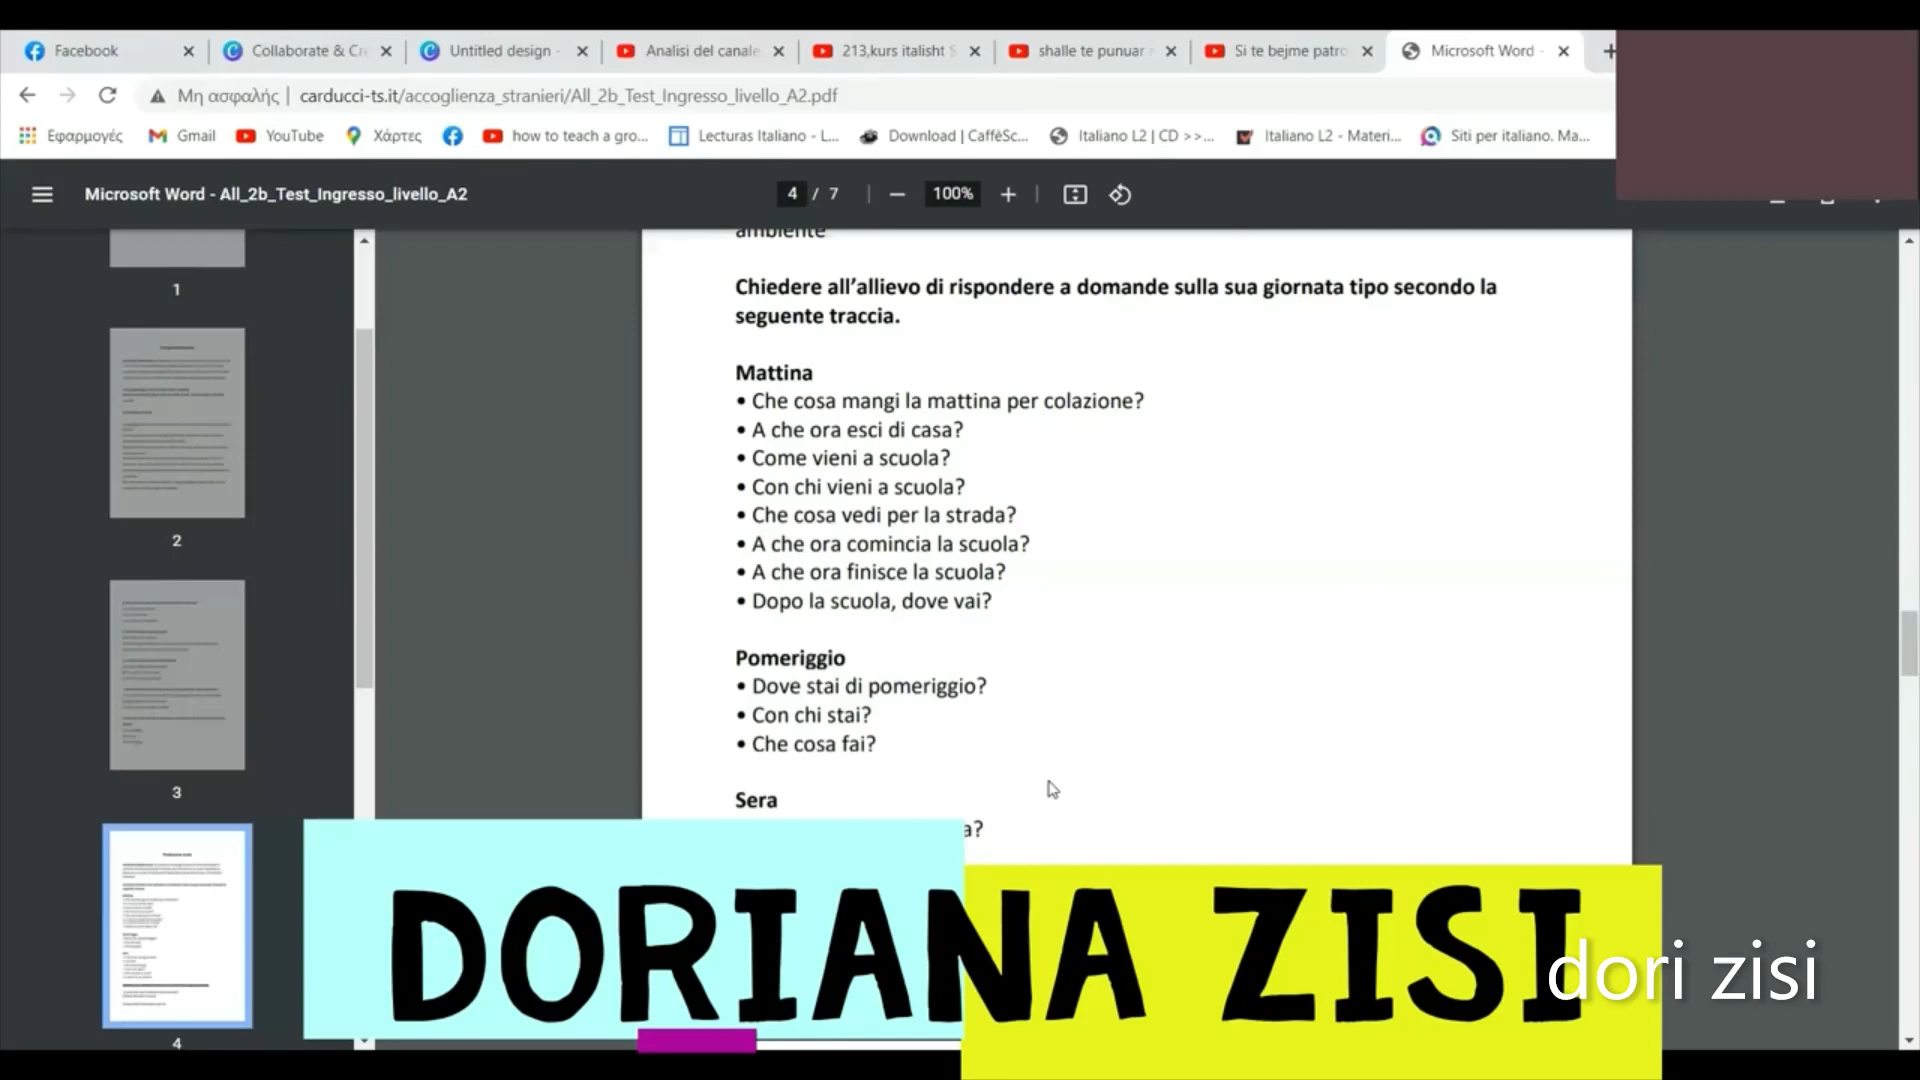 Facebook
Collaborate & Cre
Untitled design -
Analisi del canale
213,kurs italisht S
shalle te punuar
Si te bejme patro
Microsoft Word -
Μη ασφαλής | carducci-ts.it/accoglienza_stranieri/All_2b_Test_Ingresso_livello_A2.pdf
Εφαρμογές
Gmail
YouTube
Χάρτες
how to teach a gro...
Lecturas Italiano - L...
Download | CaffèSc...
Italiano L2 | CD >>...
Italiano L2 - Materi...
Siti per italiano. Ma...
Microsoft Word - All_2b_Test_Ingresso_livello_A2
4 / 7
100%
1
2
3
4
ambiente
Chiedere all’allievo di rispondere a domande sulla sua giornata tipo secondo la
seguente traccia.
Mattina
• Che cosa mangi la mattina per colazione?
• A che ora esci di casa?
• Come vieni a scuola?
• Con chi vieni a scuola?
• Che cosa vedi per la strada?
• A che ora comincia la scuola?
• A che ora finisce la scuola?
• Dopo la scuola, dove vai?
Pomeriggio
• Dove stai di pomeriggio?
• Con chi stai?
• Che cosa fai?
Sera
a?
DORIANA ZISI
dori zisi